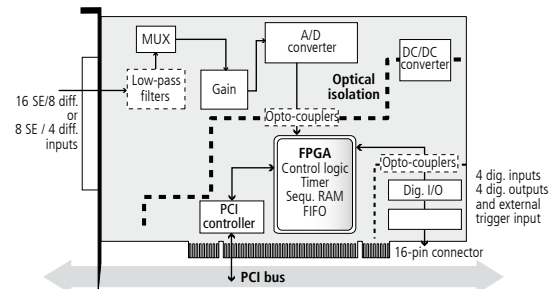 MUX
A/D
converter
DC/DC
converter
Low-pass
filters
Gain
Optical
isolation
16 SE/8 diff.
or
8 SE / 4 diff.
inputs
Opto-couplers
FPGA
Control logic
Timer
Sequ. RAM
FIFO
Opto-couplers
Dig. I/O
4 dig. inputs
4 dig. outputs
and external
trigger input
PCI
controller
16-pin connector
PCI bus